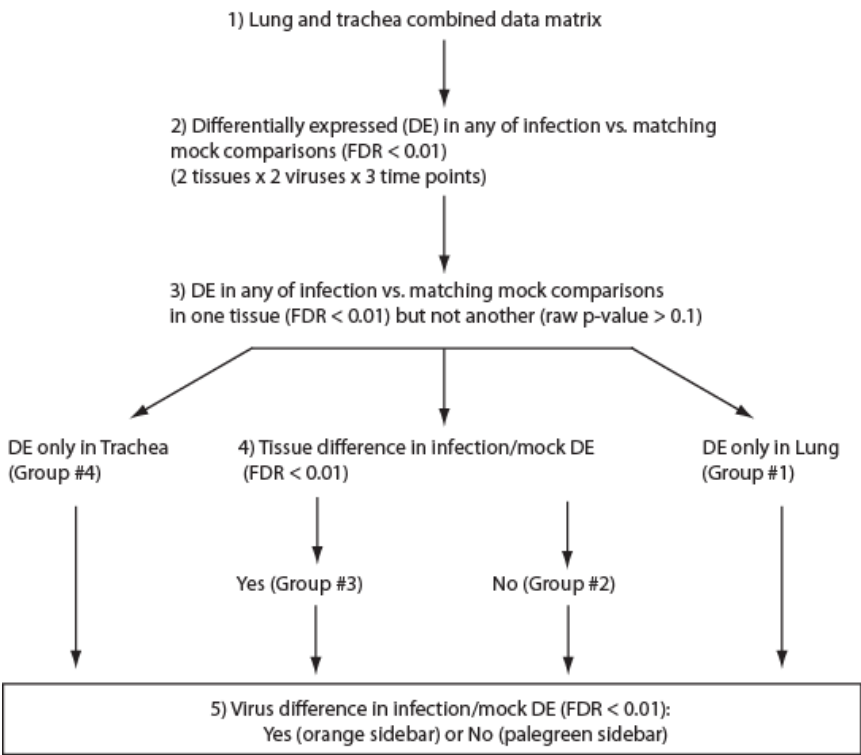 1) Lung and trachea combined data matrix
2) Differentially expressed (DE) in any of infection vs. matching
mock comparisons (FDR < 0.01)
(2 tissues x 2 viruses x 3 time points)
3) DE in any of infection vs. matching mock comparisons
in one tissue (FDR < 0.01) but not another (raw p-value > 0.1)
DE only in Trachea
(Group #4)
4) Tissue difference in infection/mock DE
(FDR < 0.01)
DE only in Lung
(Group #1)
Yes (Group #3)
No (Group #2)
5) Virus difference in infection/mock DE (FDR < 0.01):
Yes (orange sidebar) or No (palegreen sidebar)